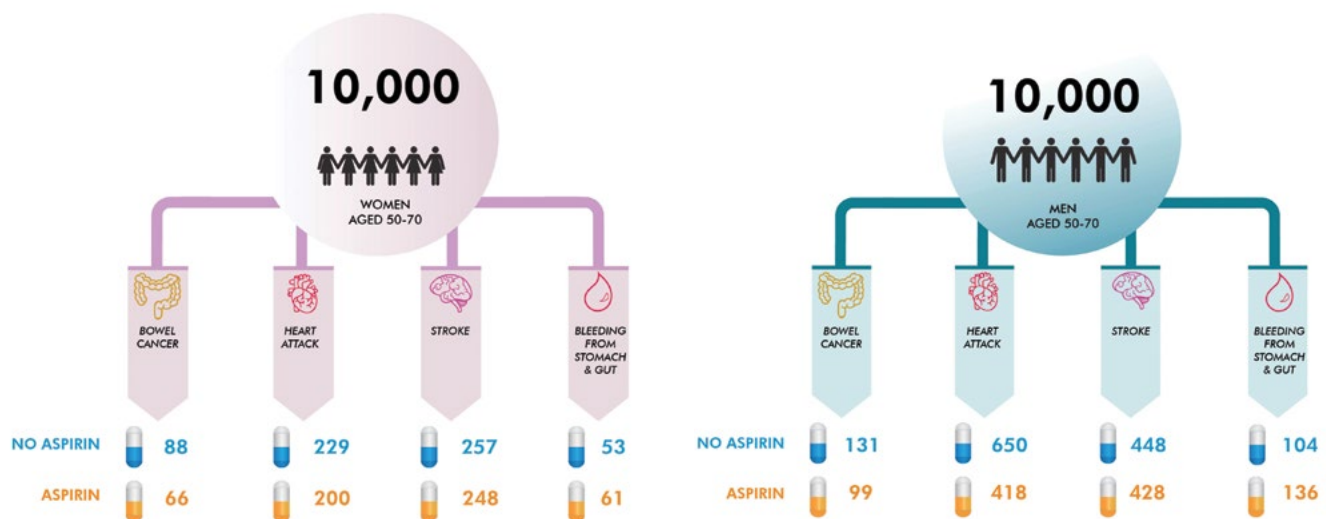 10,000
WOMEN
AGED 50-70
BOWEL
CANCER
HEART
ATTACK
STROKE
BLEEDING
FROM
STOMACH
& GUT
NO ASPIRIN 88 229 257 53
ASPIRIN 66 200 248 61
10,000
MEN
AGED 50-70
BOWEL
CANCER
HEART
ATTACK
STROKE
BLEEDING
FROM
STOMACH
& GUT
NO ASPIRIN 131 650 448 104
ASPIRIN 99 418 428 136